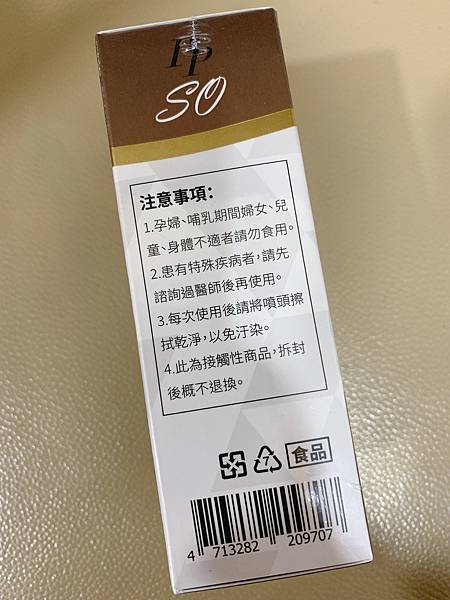 PP
SO
注意事項:
1.孕婦、哺乳期間婦女、兒
童、身體不適者請勿食用。
2.患有特殊疾病者,請先
諮詢過醫師後再使用。
3.每次使用後請將噴頭擦
拭乾淨,以免汙染。
4.此為接觸性商品,拆封
後概不退換。
7
食品
4 713282 209707